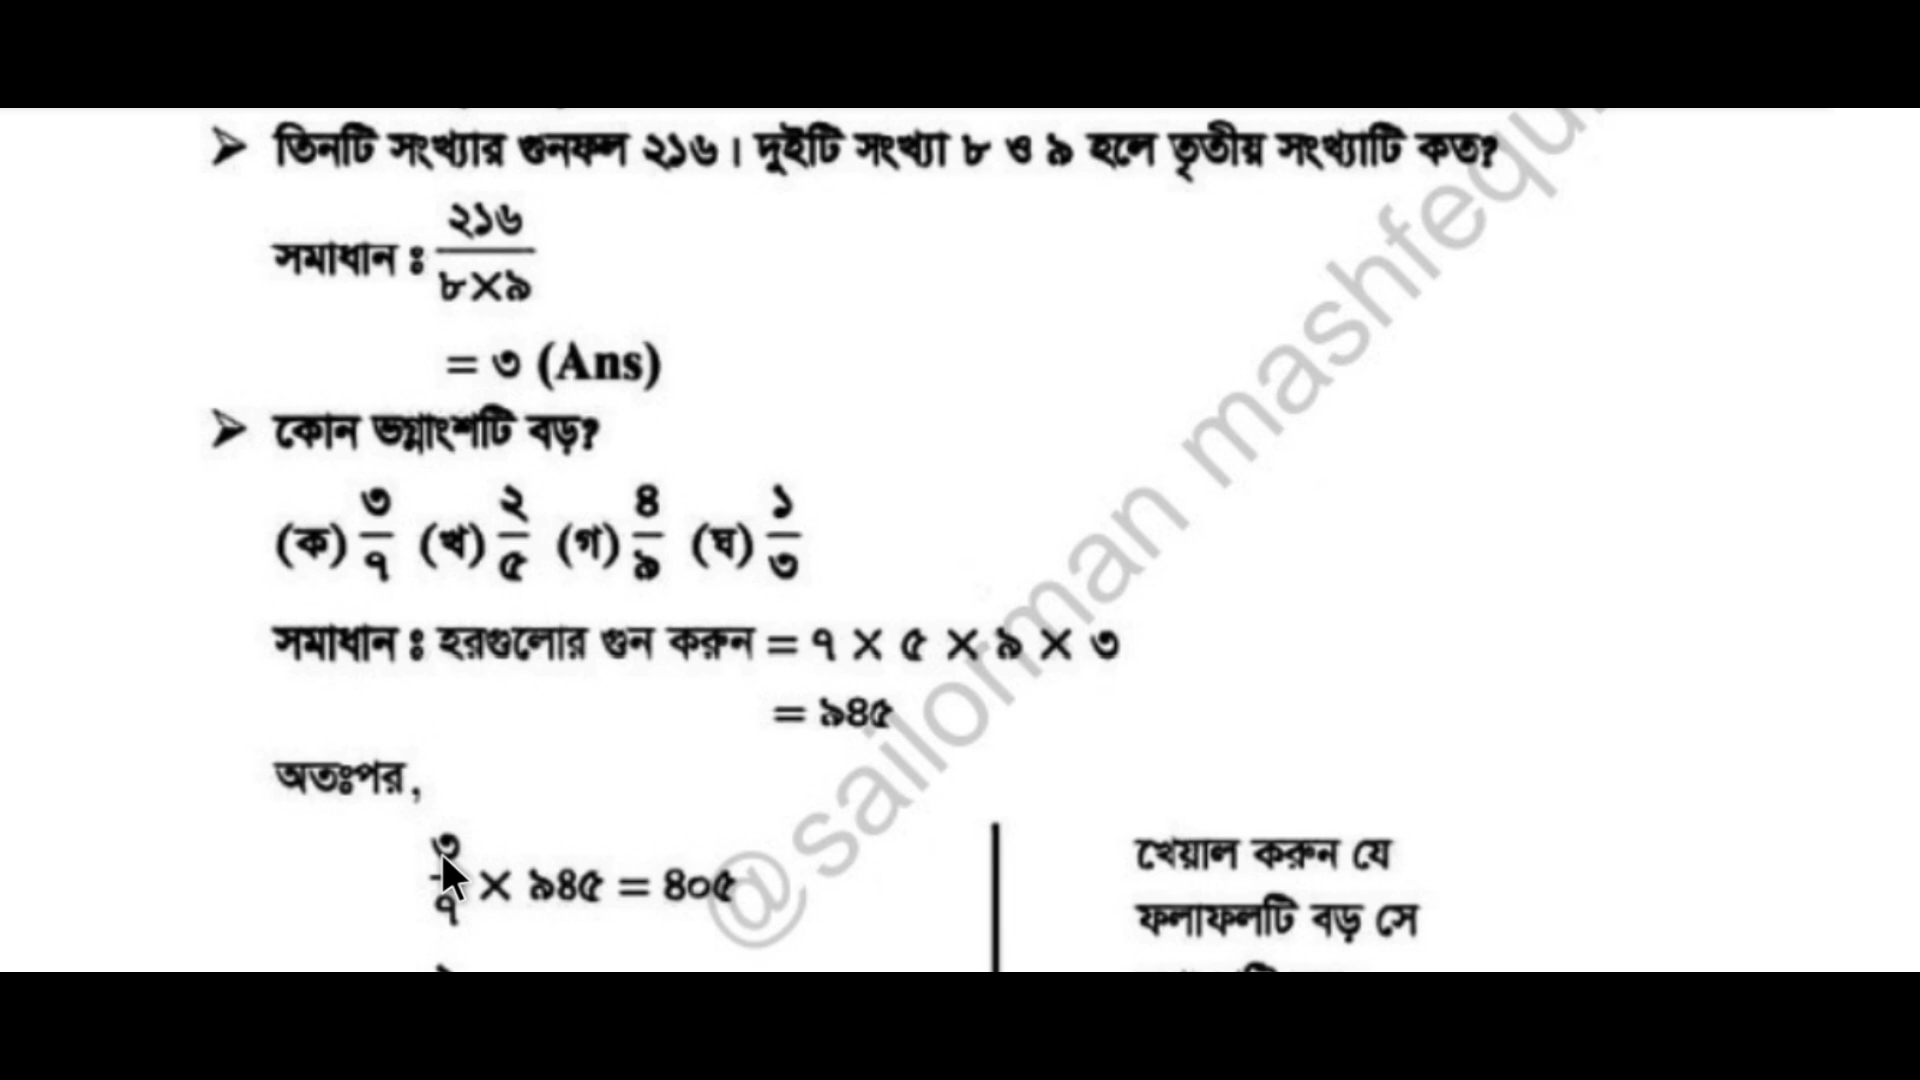 ➢ তিনটি সংখ্যার গুনফল ২১৬। দুইটি সংখ্যা ৮ ও ৯ হলে তৃতীয় সংখ্যাটি কত?
সমাধান ঃ ২১৬/৮×৯
= ৩ (Ans)
➢ কোন ভগ্নাংশটি বড়?
(ক) ৩/৭ (খ) ২/৫ (গ) ৪/৯ (ঘ) ১/৩
সমাধান ঃ হরগুলোর গুন করুন = ৭ × ৫ × ৯ × ৩
= ৯৪৫
অতঃপর,
৩/৭ × ৯৪৫ = ৪০৫
খেয়াল করুন যে
ফলাফলটি বড় সে
@sailorman mashfequ